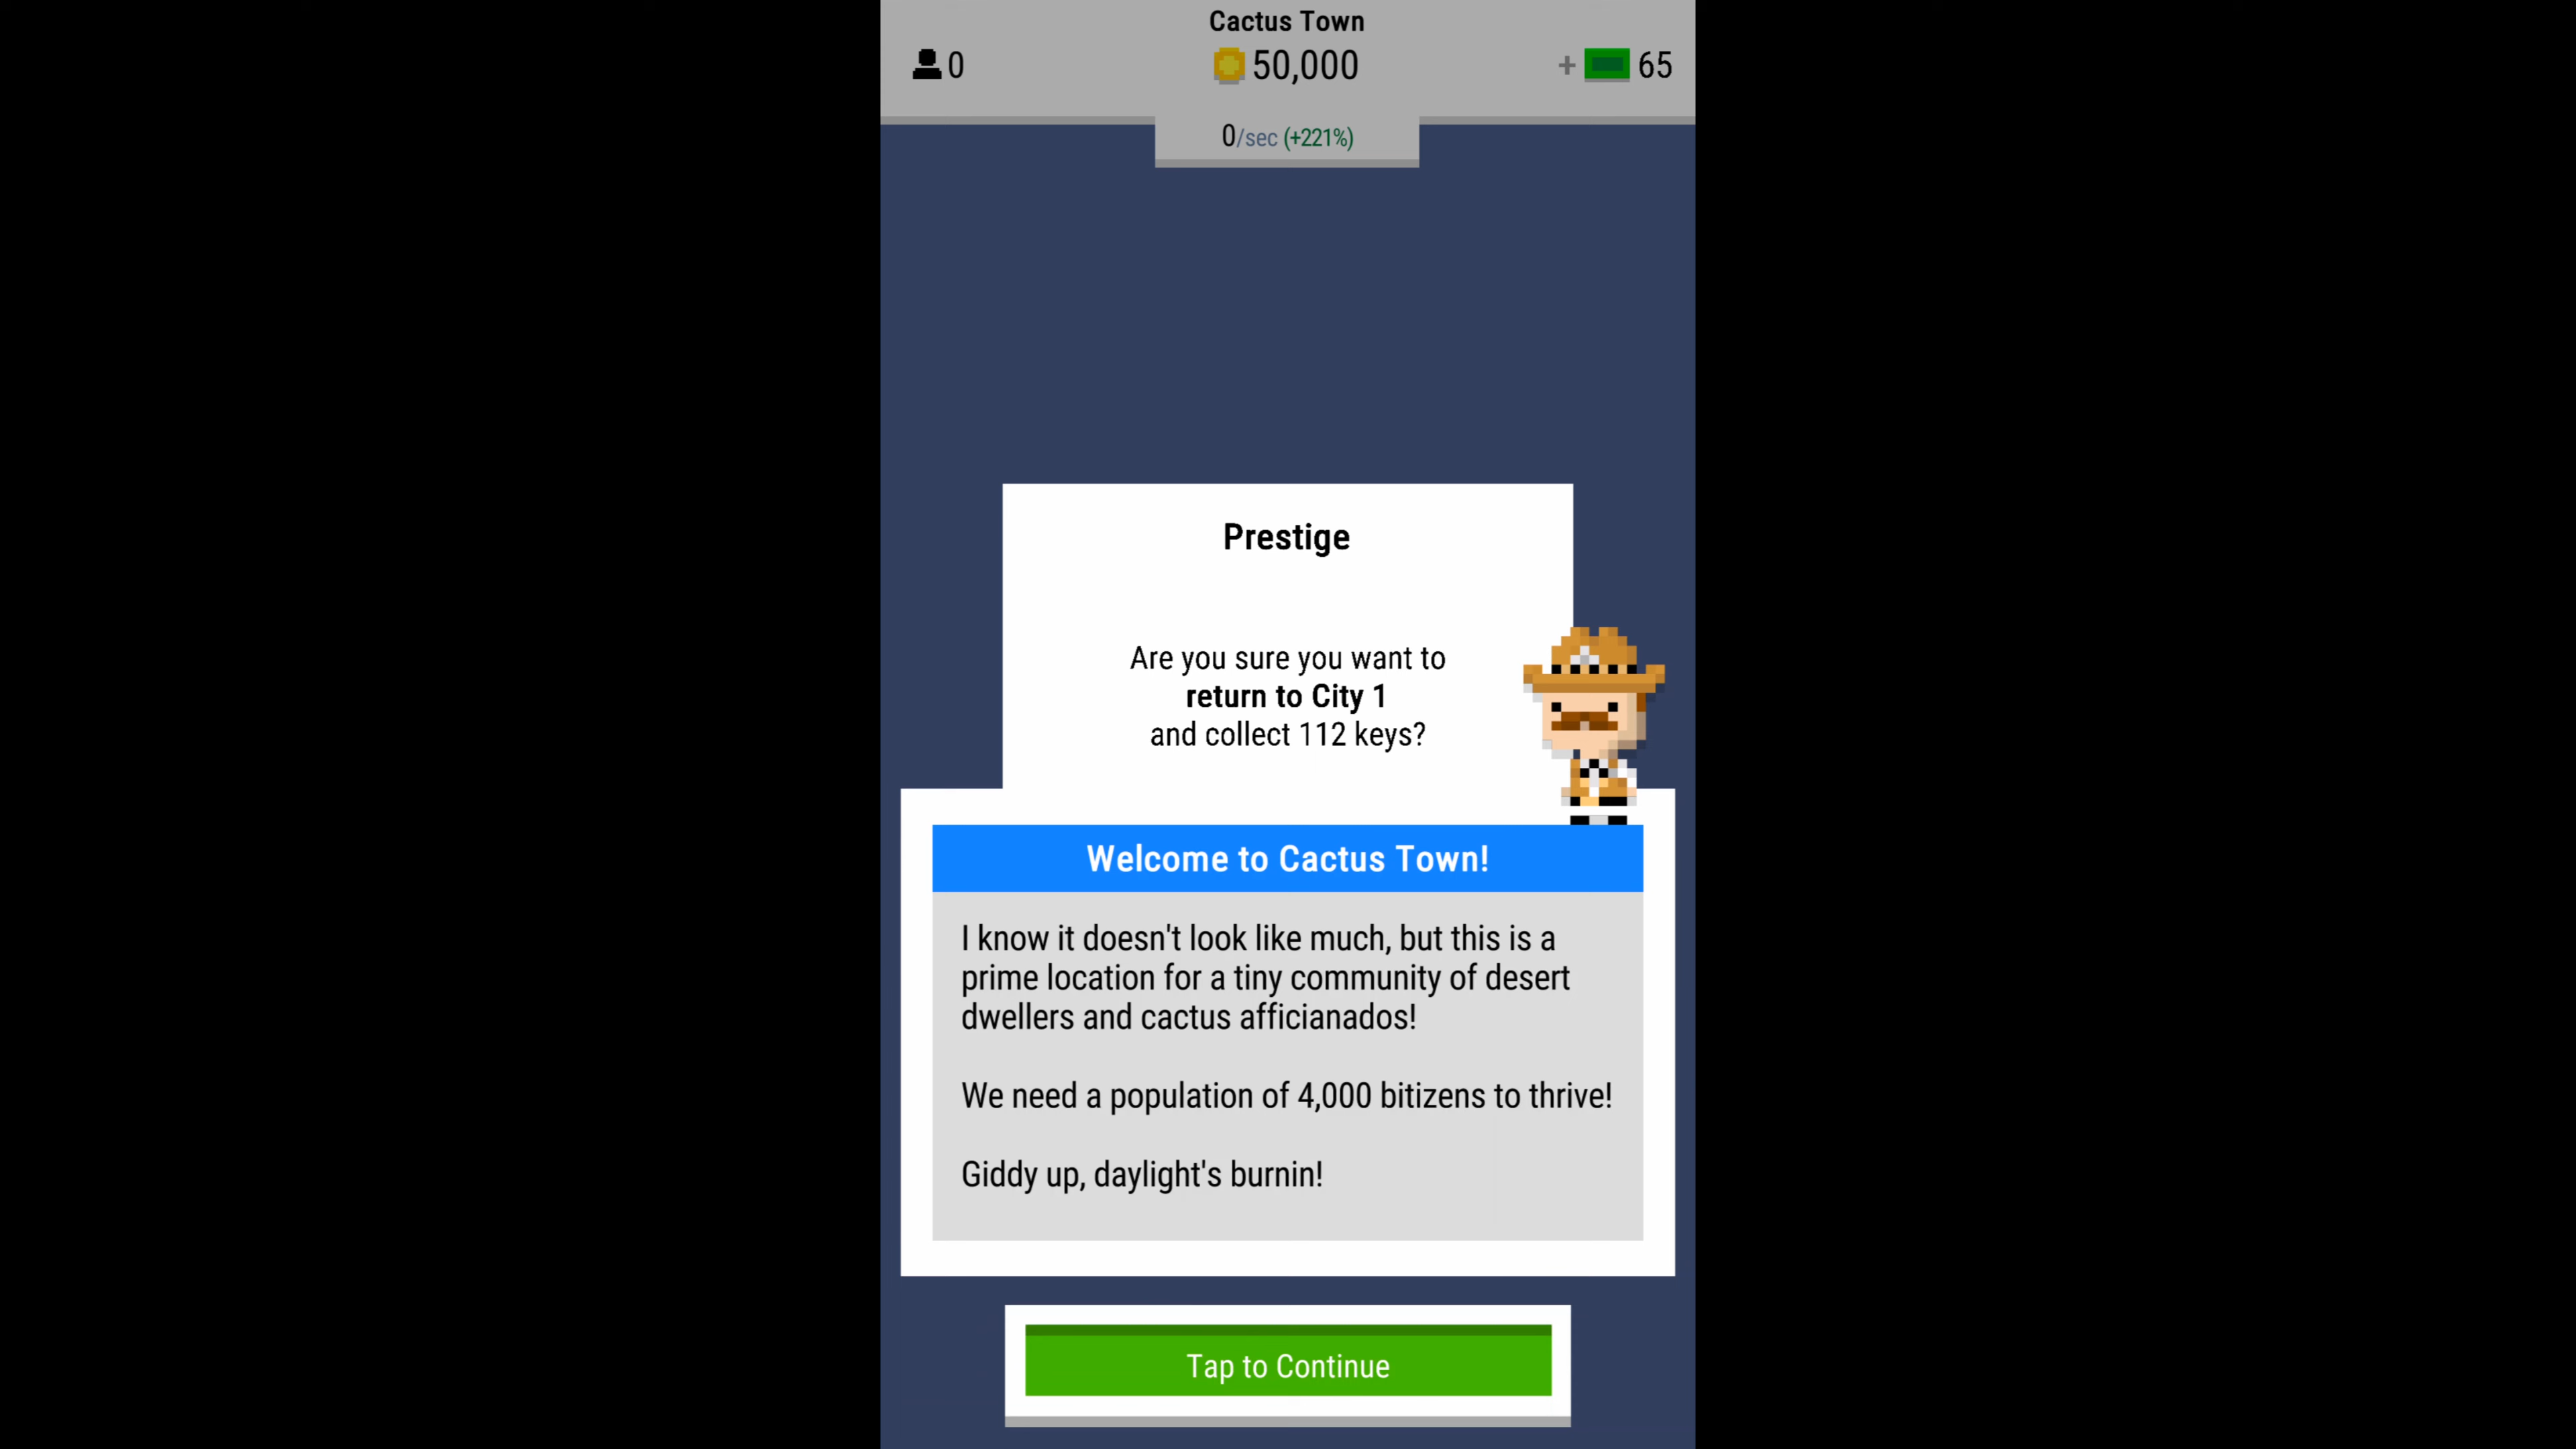 Cactus Town
0
50,000
+ 65
0/sec (+221%)
Prestige
Are you sure you want to
return to City 1
and collect 112 keys?
Welcome to Cactus Town!
I know it doesn't look like much, but this is a
prime location for a tiny community of desert
dwellers and cactus afficianados!
We need a population of 4,000 bitizens to thrive!
Giddy up, daylight's burnin!
Tap to Continue